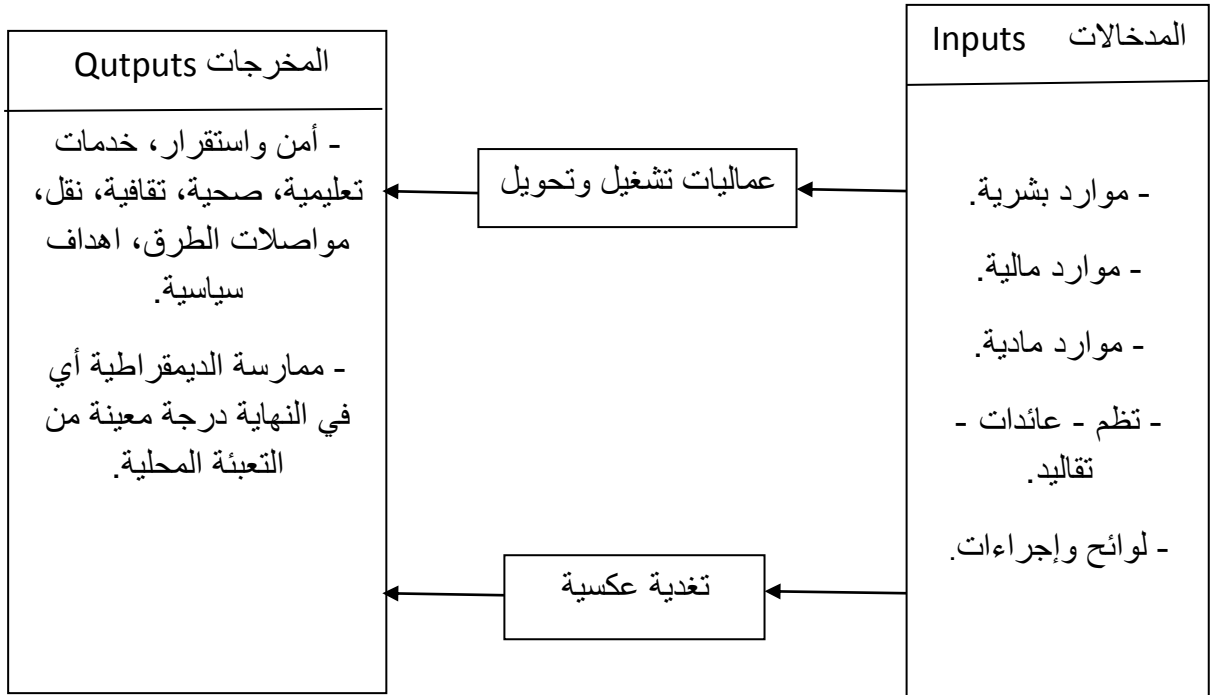 المدخالات Inputs
- موارد بشرية.
- موارد مالية.
- موارد مادية.
- تظم - عائدات -
تقاليد.
- لوائح وإجراءات.
عماليات تشغيل وتحويل
تغدية عكسية
المخرجات Qutputs
- أمن واستقرار، خدمات
تعليمية، صحية، تقافية، نقل،
مواصلات الطرق، اهداف
سياسية.
- ممارسة الديمقراطية أي
في النهاية درجة معينة من
التعبئة المحلية.